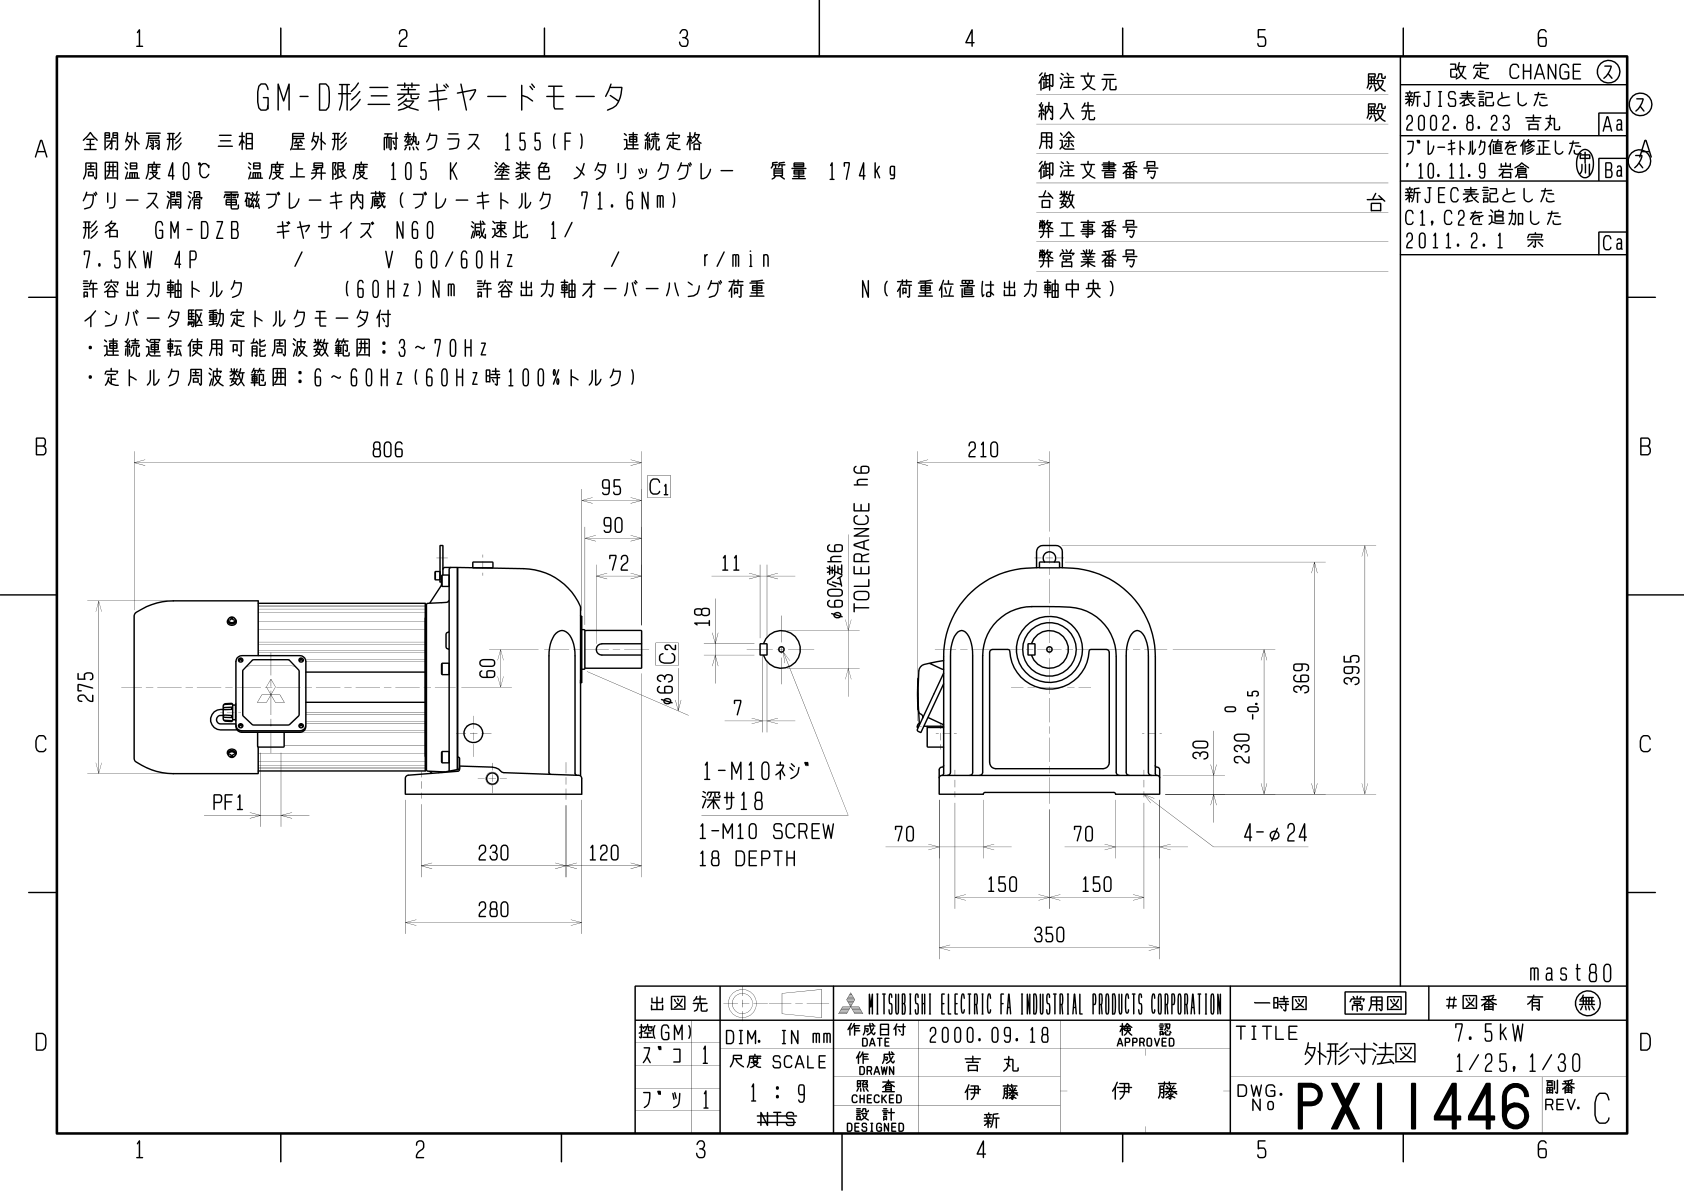 1 2 3 4 5 6
GM-D形三菱ギヤードモータ
全閉外扇形 三相 屋外形 耐熱クラス 155(F) 連続定格
周囲温度40℃ 温度上昇限度 105 K 塗装色 メタリックグレー 質量 174kg
グリース潤滑 電磁ブレーキ内蔵(ブレーキトルク 71.6Nm)
形名 GM-DZB ギヤサイズ N60 減速比 1/
7.5KW 4P / V 60/60Hz / r/min
許容出力軸トルク (60Hz)Nm 許容出力軸オーバーハング荷重 N(荷重位置は出力軸中央)
インバータ駆動定トルクモータ付
・連続運転使用可能周波数範囲:3~70Hz
・定トルク周波数範囲:6~60Hz(60Hz時100%トルク)
御注文元 殿
納入先 殿
用途
御注文書番号
台数 台
弊工事番号
弊営業番号
改定 CHANGE ス
新JIS表記とした ス
2002.8.23 吉丸 Aa
ブレーキトルク値を修正した
'10.11.9 岩倉 Ba ス
新JEC表記とした
C1,C2を追加した
2011.2.1 宗 Ca
A A
B B
C C
D D
806
95 C1
90
72
275
60
φ63 C2
PF1
230 120
280
11
18
7
φ60公差h6
TOLERANCE h6
1-M10ネジ
深サ18
1-M10 SCREW
18 DEPTH
210
395
369
230 0 -0.5
30
70 70
4-φ24
150 150
350
mast80
出図先
控(GM)
ズコ 1
ブツ 1
DIM. IN mm
尺度 SCALE
1 : 9
NTS
MITSUBISHI ELECTRIC FA INDUSTRIAL PRODUCTS CORPORATION
作成日付 DATE 2000.09.18
作成 DRAWN 吉丸
照査 CHECKED 伊藤
設計 DESIGNED 新
検認 APPROVED
伊藤
一時図 常用図 #図番 有 無
TITLE 7.5kW
外形寸法図 1/25,1/30
DWG. No PX11446 副番 REV. C
1 2 3 4 5 6